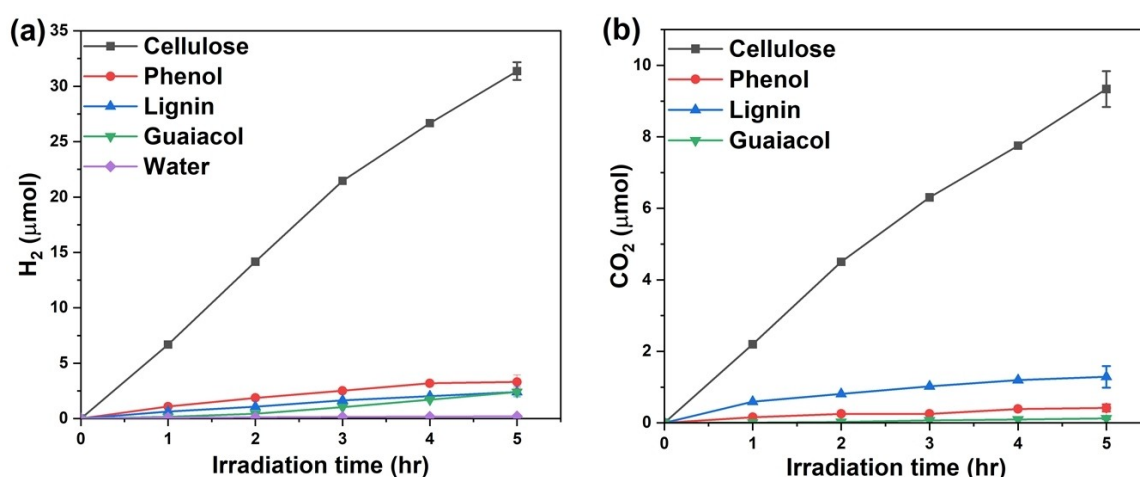 (a)
Cellulose
Phenol
Lignin
Guaiacol
Water
H2 (μmol)
35
30
25
20
15
10
5
0
0 1 2 3 4 5
Irradiation time (hr)
(b)
Cellulose
Phenol
Lignin
Guaiacol
CO2 (μmol)
10
8
6
4
2
0
0 1 2 3 4 5
Irradiation time (hr)